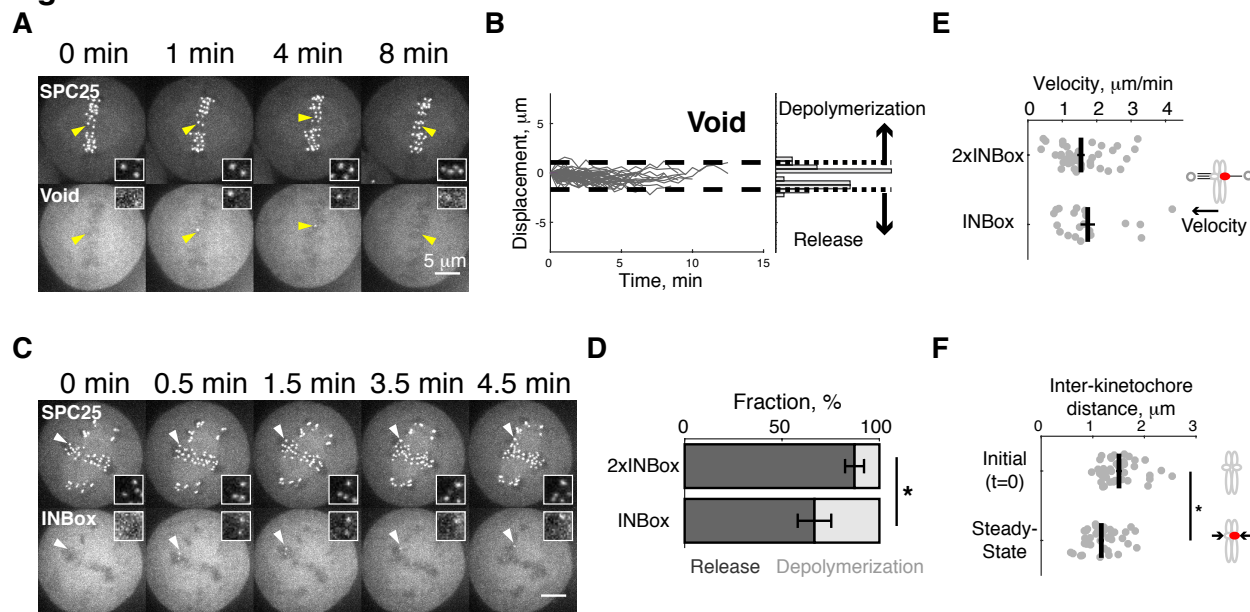 A
0 min 1 min 4 min 8 min
SPC25
Void
5 μm
B
Displacement, μm
5
0
-5
0 5 10 15
Time, min
Void
Depolymerization
Release
E
Velocity, μm/min
0 1 2 3 4
2xINBox
INBox
Velocity
C
0 min 0.5 min 1.5 min 3.5 min 4.5 min
SPC25
INBox
D
Fraction, %
0 50 100
2xINBox
INBox
*
Release Depolymerization
F
Inter-kinetochore
distance, μm
0 1 2 3
Initial
(t=0)
Steady-
State
*